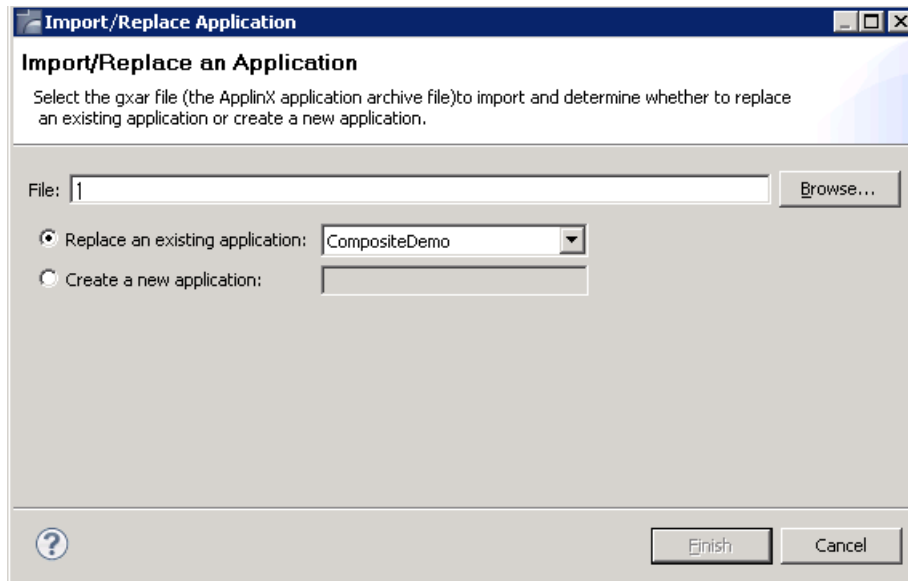 Import/Replace Application
Import/Replace an Application
Select the gxar file (the ApplinX application archive file)to import and determine whether to replace
an existing application or create a new application.
File: Browse...
Replace an existing application: CompositeDemo
Create a new application:
?
Finish Cancel